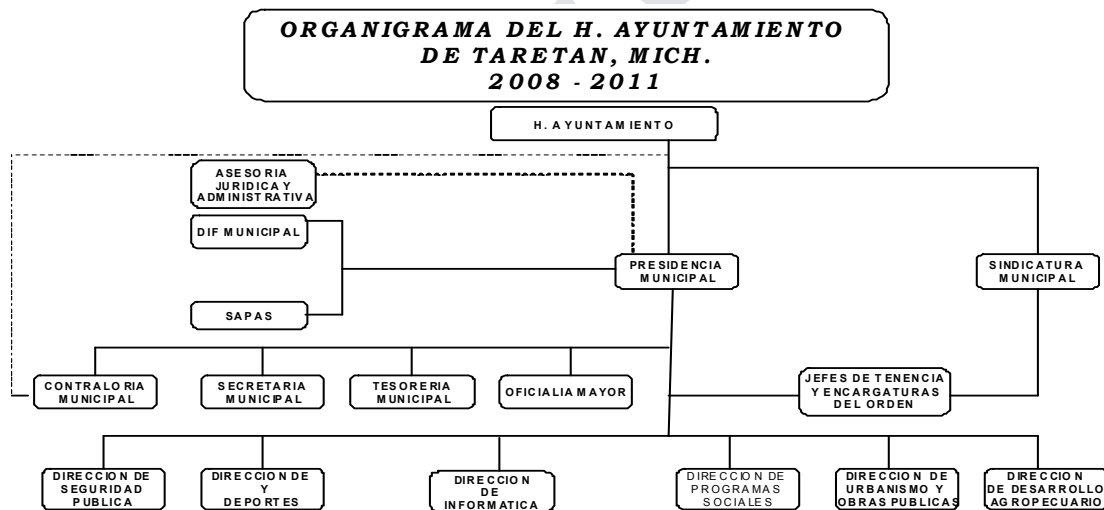 ORGANIGRAMA DEL H. AYUNTAMIENTO
DE TARETAN, MICH.
2008 - 2011
H. AYUNTAMIENTO
ASESORIA
JURIDICA Y
ADMINISTRATIVA
DIF MUNICIPAL
PRESIDENCIA
MUNICIPAL
SINDICATURA
MUNICIPAL
SAPAS
CONTRALORIA
MUNICIPAL
SECRETARIA
MUNICIPAL
TESORERIA
MUNICIPAL
OFICIALIA MAYOR
JEFES DE TENENCIA
Y ENCARGATURAS
DEL ORDEN
DIRECCION DE
SEGURIDAD
PUBLICA
DIRECCION DE
Y
DEPORTES
DIRECCION
DE
INFORMATICA
DIRECCION DE
PROGRAMAS
SOCIALES
DIRECCION DE
URBANISMO Y
OBRAS PUBLICAS
DIRECCION
DE DESARROLLO
AGROPECUARIO